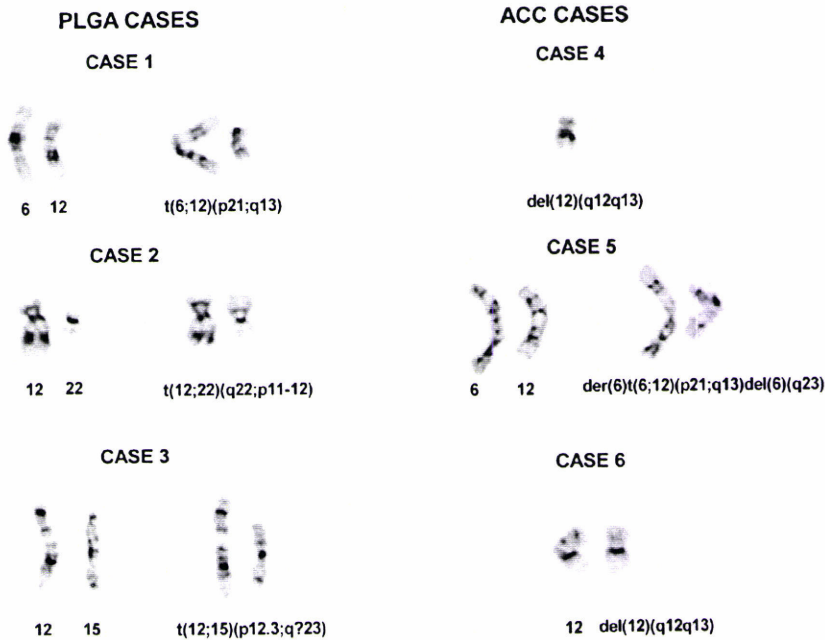 PLGA CASES
CASE 1
6 12 t(6;12)(p21;q13)
CASE 2
12 22 t(12;22)(q22;p11-12)
CASE 3
12 15 t(12;15)(p12.3;q?23)
ACC CASES
CASE 4
del(12)(q12q13)
CASE 5
6 12 der(6)t(6;12)(p21;q13)del(6)(q23)
CASE 6
12 del(12)(q12q13)